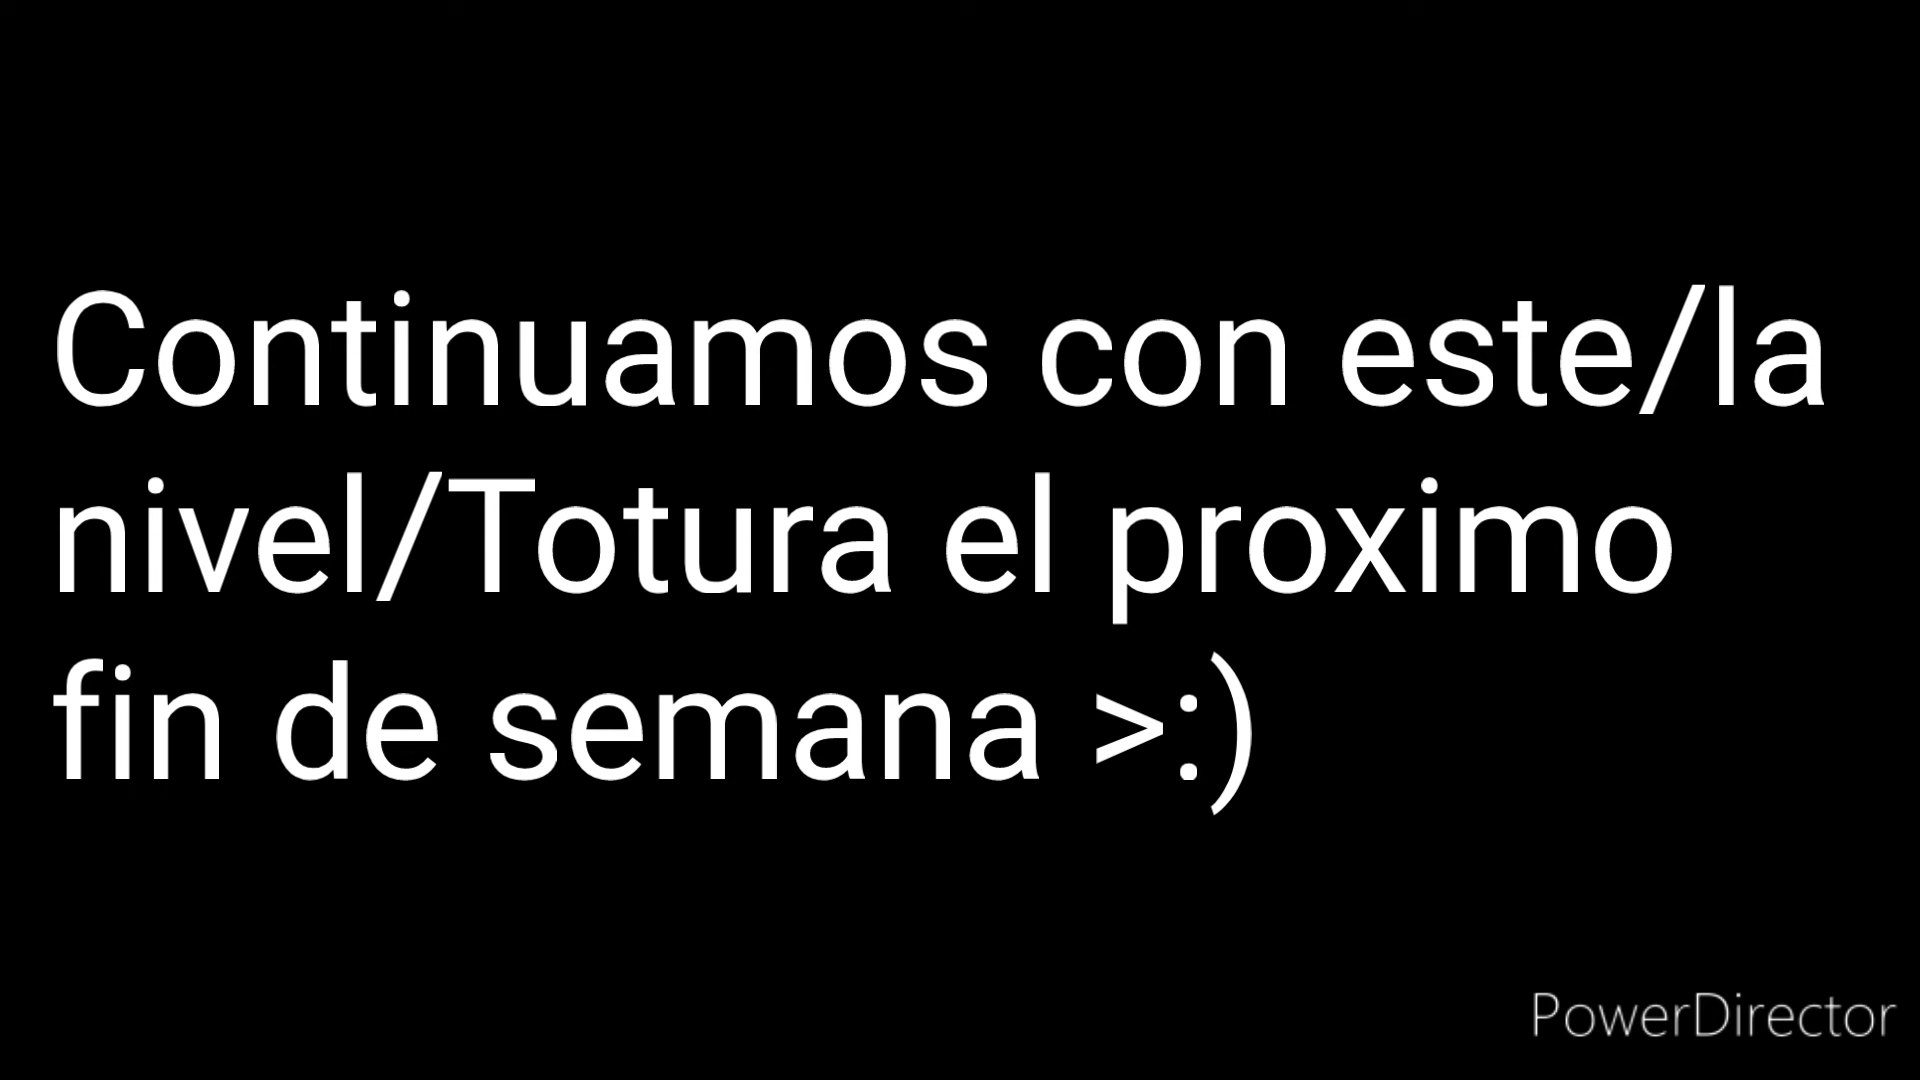 Continuamos con este/la
nivel/Totura el proximo
fin de semana >:)
PowerDirector